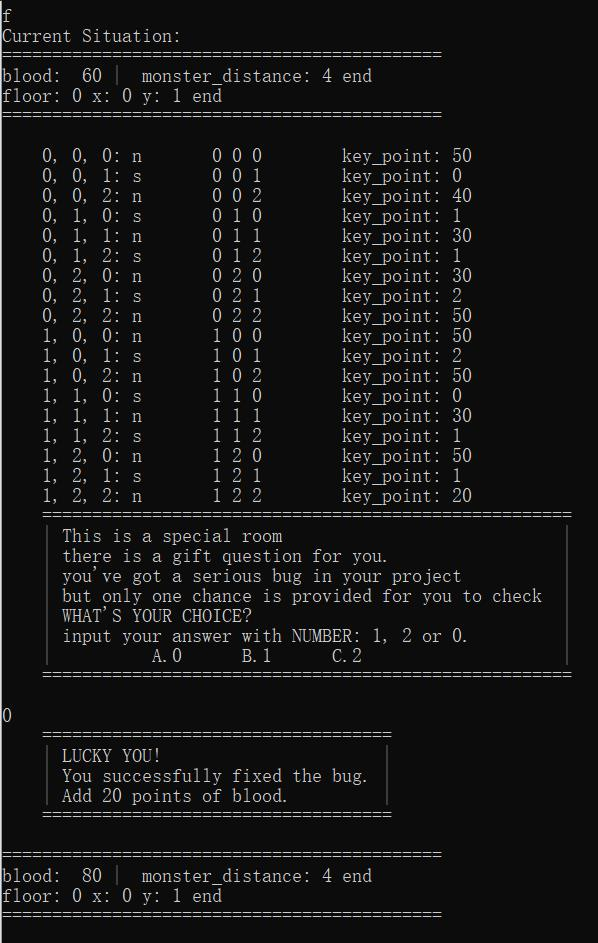 f
Current Situation:
============================================
blood:  60 |  monster_distance: 4 end
floor: 0 x: 0 y: 1 end
============================================
0, 0, 0: n       0 0 0        key_point: 50
0, 0, 1: s       0 0 1        key_point: 0
0, 0, 2: n       0 0 2        key_point: 40
0, 1, 0: s       0 1 0        key_point: 1
0, 1, 1: n       0 1 1        key_point: 30
0, 1, 2: s       0 1 2        key_point: 1
0, 2, 0: n       0 2 0        key_point: 30
0, 2, 1: s       0 2 1        key_point: 2
0, 2, 2: n       0 2 2        key_point: 50
1, 0, 0: n       1 0 0        key_point: 50
1, 0, 1: s       1 0 1        key_point: 2
1, 0, 2: n       1 0 2        key_point: 50
1, 1, 0: s       1 1 0        key_point: 0
1, 1, 1: n       1 1 1        key_point: 30
1, 1, 2: s       1 1 2        key_point: 1
1, 2, 0: n       1 2 0        key_point: 50
1, 2, 1: s       1 2 1        key_point: 1
1, 2, 2: n       1 2 2        key_point: 20
=====================================================
| This is a special room                            |
| there is a gift question for you.                 |
| you've got a serious bug in your project          |
| but only one chance is provided for you to check
| WHAT'S YOUR CHOICE?                               |
| input your answer with NUMBER: 1, 2 or 0.         |
|          A.0      B.1      C.2                    |
=====================================================
0
===================================
| LUCKY YOU!                      |
| You successfully fixed the bug. |
| Add 20 points of blood.         |
===================================
============================================
blood:  80 |  monster_distance: 4 end
floor: 0 x: 0 y: 1 end
============================================